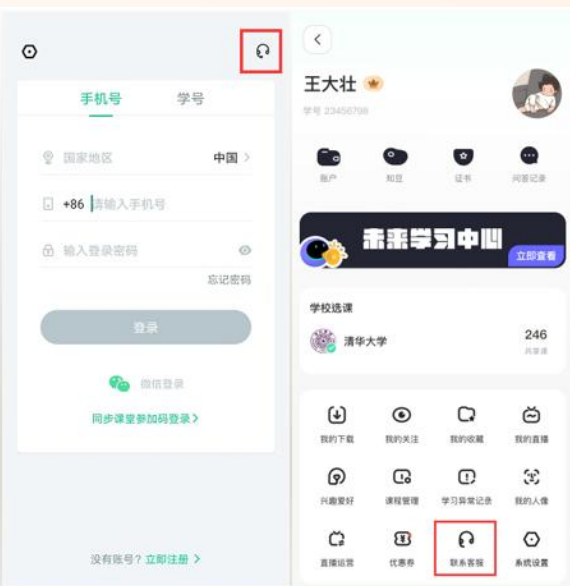 手机号 学号
国家地区 中国
+86 请输入手机号
输入登录密码
忘记密码
登录
微信登录
同步课堂参加码登录
没有账号? 立即注册
王大壮
学号 23456798
账户 知豆 证书 问答记录
未来学习中心
立即查看
学校选课
清华大学 246
共享课
我的下载 我的关注 我的收藏 我的直播
兴趣爱好 课程管理 学习异常记录 我的人像
直播运营 优惠券 联系客服 系统设置